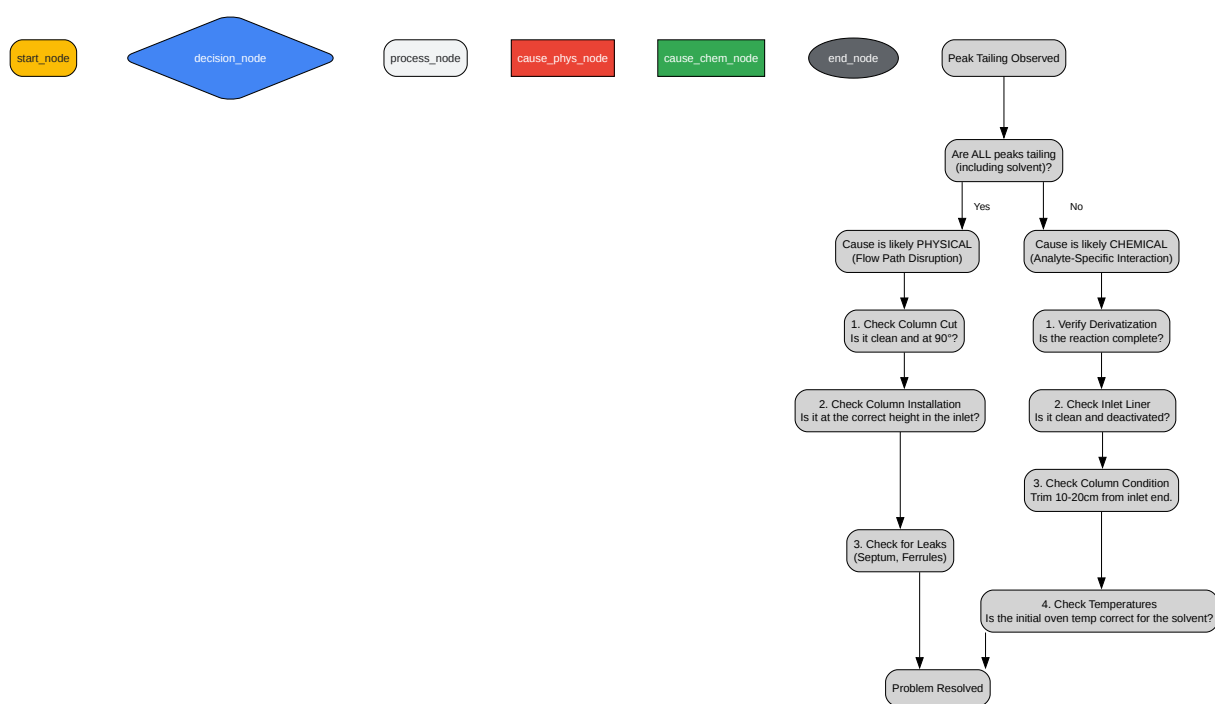 start_node
decision_node
process_node
cause_phys_node
cause_chem_node
end_node
Peak Tailing Observed
Are ALL peaks tailing
(including solvent)?
Yes
No
Cause is likely PHYSICAL
(Flow Path Disruption)
Cause is likely CHEMICAL
(Analyte-Specific Interaction)
1. Check Column Cut
Is it clean and at 90°?
1. Verify Derivatization
Is the reaction complete?
2. Check Column Installation
Is it at the correct height in the inlet?
2. Check Inlet Liner
Is it clean and deactivated?
3. Check Column Condition
Trim 10-20cm from inlet end.
3. Check for Leaks
(Septum, Ferrules)
4. Check Temperatures
Is the initial oven temp correct for the solvent?
Problem Resolved